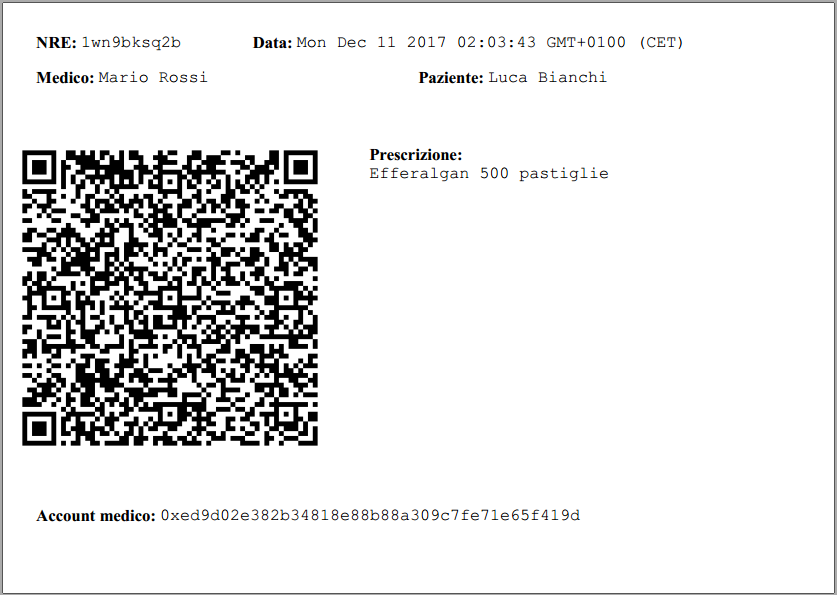 NRE: 1wn9bksq2b Data: Mon Dec 11 2017 02:03:43 GMT+0100 (CET)
Medico: Mario Rossi Paziente: Luca Bianchi
Prescrizione:
Efferalgan 500 pastiglie
Account medico: 0xed9d02e382b34818e88b88a309c7fe71e65f419d